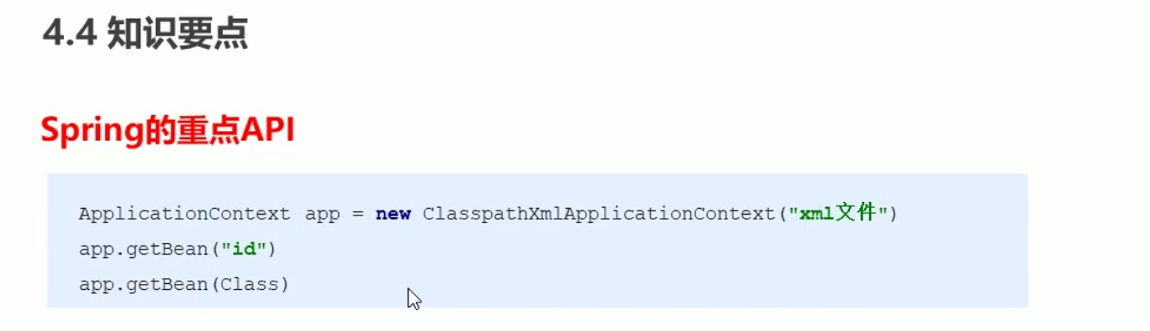 4.4 知识要点
Spring的重点API
ApplicationContext app = new ClasspathXmlApplicationContext("xml文件")
app.getBean("id")
app.getBean(Class)